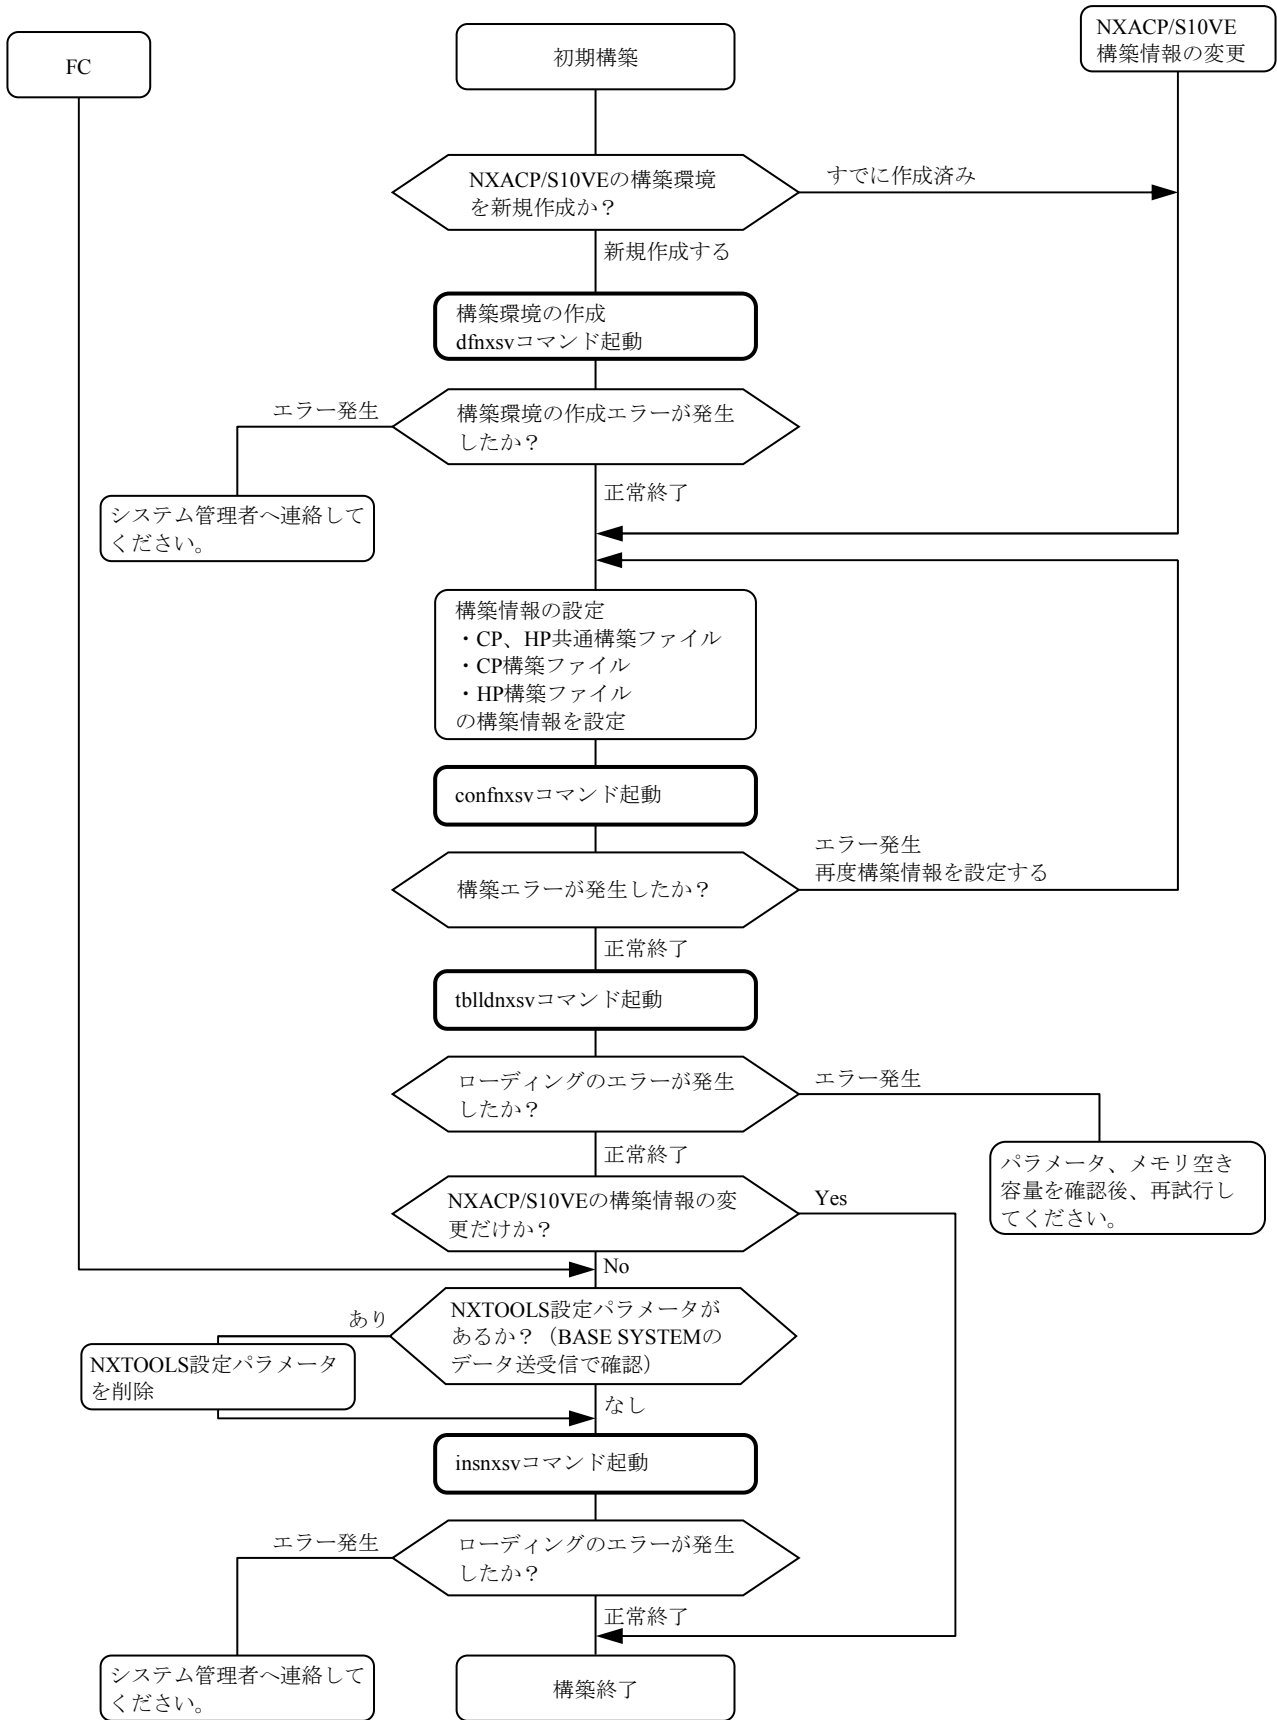 FC
初期構築
NXACP/S10VE
構築情報の変更
NXACP/S10VEの構築環境
を新規作成か？
すでに作成済み
新規作成する
構築環境の作成
dfnxsvコマンド起動
エラー発生
構築環境の作成エラーが発生
したか？
正常終了
システム管理者へ連絡して
ください。
構築情報の設定
・CP、HP共通構築ファイル
・CP構築ファイル
・HP構築ファイル
の構築情報を設定
confnxsvコマンド起動
エラー発生
再度構築情報を設定する
構築エラーが発生したか？
正常終了
tblldnxsvコマンド起動
ローディングのエラーが発生
したか？
エラー発生
正常終了
パラメータ、メモリ空き
容量を確認後、再試行し
てください。
NXACP/S10VEの構築情報の変
更だけか？
Yes
No
あり
NXTOOLS設定パラメータが
あるか？（BASE SYSTEMの
データ送受信で確認）
NXTOOLS設定パラメータ
を削除
なし
insnxsvコマンド起動
エラー発生
ローディングのエラーが発生
したか？
正常終了
システム管理者へ連絡して
ください。
構築終了